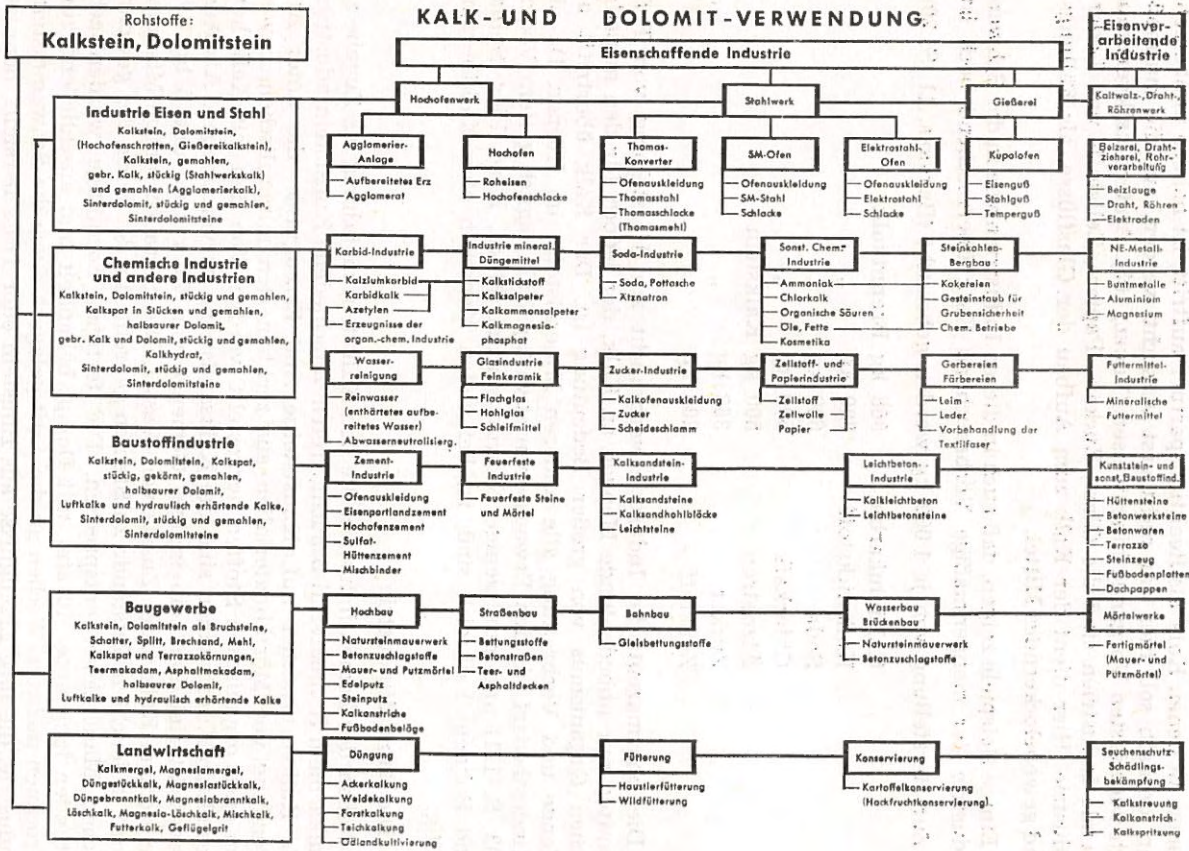 Rohstoffe:
Kalkstein, Dolomitstein
KALK- UND DOLOMIT-VERWENDUNG
Eisenschaffende Industrie
Eisenver-
arbeitende
Industrie
Industrie Eisen und Stahl
Kalkstein, Dolomitstein,
(Hochofenschrotten, Gießereikalkstein),
Kalkstein, gemahlen,
gebr. Kalk, stückig (Stahlwerkskalk)
und gemahlen (Agglomerierkalk),
Sinterdolomit, stückig und gemahlen,
Sinterdolomitsteine
Hochofenwerk
Stahlwerk
Gießerei
Kaltwalz-, Draht-,
Röhrenwerk
Agglomerier-
Anlage
Aufbereitetes Erz
Agglomerat
Hochofen
Roheisen
Hochofenschlacke
Thomas-
Konverter
Ofenauskleidung
Thomasstahl
Thomasschlacke
(Thomasmehl)
SM-Ofen
Ofenauskleidung
SM-Stahl
Schlacke
Elektrostahl-
Ofen
Ofenauskleidung
Elektrostahl
Schlacke
Kupolofen
Eisenguß
Stahlguß
Temperguß
Beizerei, Draht-
zieherei, Rohr-
verarbeitung
Beizlauge
Draht, Röhren
Elektroden
Chemische Industrie
und andere Industrien
Kalkstein, Dolomitstein, stückig und gemahlen,
Kalkspat in Stücken und gemahlen,
halbsaurer Dolomit,
gebr. Kalk und Dolomit, stückig und gemahlen,
Kalkhydrat,
Sinterdolomit, stückig und gemahlen,
Sinterdolomitsteine
Karbid-Industrie
Kalziumkarbid
Karbidkalk
Azetylen
Erzeugnisse der
organ.-chem. Industrie
Industrie mineral.
Düngemittel
Kalkstickstoff
Kalksalpeter
Kalkammonsalpeter
Kalkmagnesia-
phosphat
Soda-Industrie
Soda, Pottasche
Ätznatron
Sonst. Chem.
Industrie
Ammoniak
Chlorkalk
Organische Säuren
Öle, Fette
Kosmetika
Steinkohlen-
Bergbau
Kokereien
Gesteinstaub für
Grubensicherheit
Chem. Betriebe
NE-Metall-
Industrie
Buntmetalle
Aluminium
Magnesium
Wasser-
reinigung
Reinwasser
(enthärtetes aufbe-
reitetes Wasser)
Abwasserneutralisierg.
Glasindustrie
Feinkeramik
Flachglas
Hohlglas
Schleifmittel
Zucker-Industrie
Kalkofenauskleidung
Zucker
Scheideschlamm
Zellstoff- und
Papierindustrie
Zellstoff
Zellwolle
Papier
Gerbereien
Färbereien
Leim
Leder
Vorbehandlung der
Textilfaser
Futtermittel-
Industrie
Mineralische
Futtermittel
Baustoffindustrie
Kalkstein, Dolomitstein, Kalkspat,
stückig, gekörnt, gemahlen,
halbsaurer Dolomit,
Luftkalke und hydraulisch erhärtende Kalke,
Sinterdolomit, stückig und gemahlen,
Sinterdolomitsteine
Zement-
Industrie
Ofenauskleidung
Eisenportlandzement
Hochofenzement
Sulfat-
Hüttenzement
Mischbinder
Feuerfeste
Industrie
Feuerfeste Steine
und Mörtel
Kalksandstein-
Industrie
Kalksandsteine
Kalksandhohlblöcke
Leichtsteine
Leichtbeton-
Industrie
Kalkleichtbeton
Leichtbetonsteine
Kunststein- und
sonst. Baustoffind.
Hüttensteine
Betonwerksteine
Betonwaren
Terrazzo
Steinzeug
Fußbodenplatten
Dachpappen
Baugewerbe
Kalkstein, Dolomitstein als Bruchsteine,
Schotter, Splitt, Brechsand, Mehl,
Kalkspat und Terrazzokörnungen,
Teermakadam, Asphaltmakadam,
halbsaurer Dolomit,
Luftkalke und hydraulisch erhärtende Kalke
Hochbau
Natursteinmauerwerk
Betonzuschlagstoffe
Mauer- und Putzmörtel
Edelputz
Steinputz
Kalkanstriche
Fußbodenbeläge
Straßenbau
Bettungsstoffe
Betonstraßen
Teer- und
Asphaltdecken
Bahnbau
Gleisbettungsstoffe
Wasserbau
Brückenbau
Natursteinmauerwerk
Betonzuschlagstoffe
Mörtelwerke
Fertigmörtel
(Mauer- und
Putzmörtel)
Landwirtschaft
Kalkmergel, Magnesiamergel,
Düngestückkalk, Magnesiastückkalk,
Düngebranntkalk, Magnesiabranntkalk,
Löschkalk, Magnesia-Löschkalk, Mischkalk,
Futterkalk, Geflügelgrit
Düngung
Ackerkalkung
Weidekalkung
Forstkalkung
Teichkalkung
Ödlandkultivierung
Fütterung
Haustierfütterung
Wildfütterung
Konservierung
Kartoffelkonservierung
(Hackfruchtkonservierung)
Seuchenschutz
Schädlings-
bekämpfung
Kalkstreuung
Kalkanstrich
Kalkspritzung